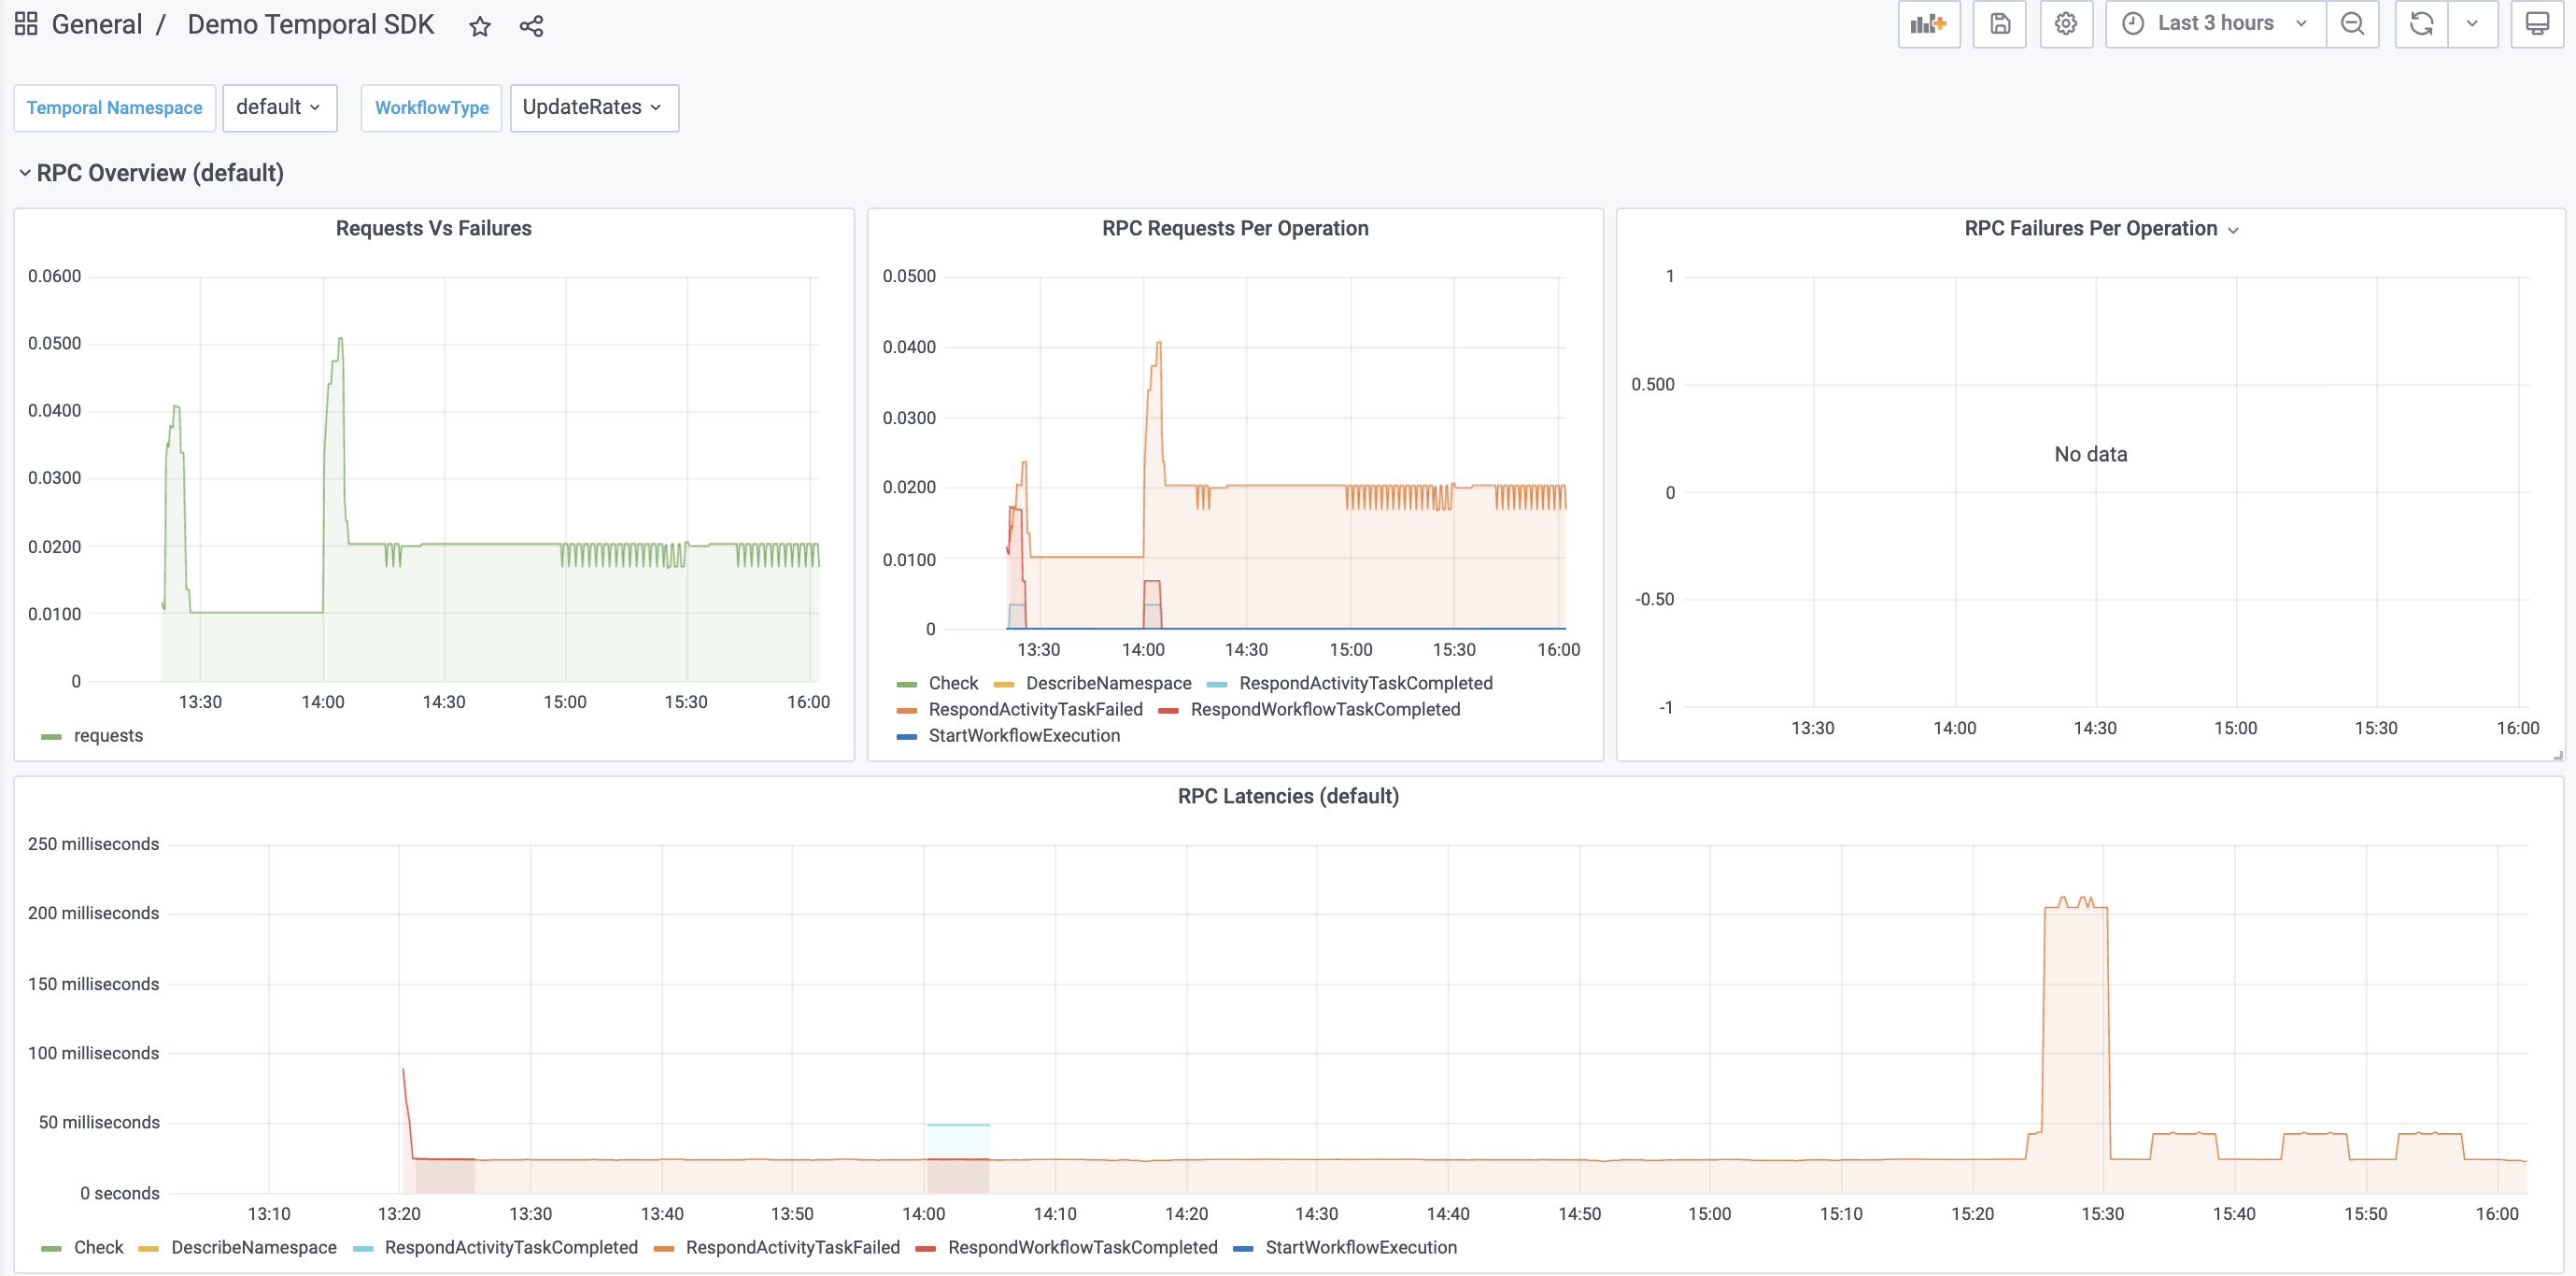 General / Demo Temporal SDK
Last 3 hours
Temporal Namespace default WorkflowType UpdateRates
RPC Overview (default)
Requests Vs Failures
0.0600
0.0500
0.0400
0.0300
0.0200
0.0100
0
13:30 14:00 14:30 15:00 15:30 16:00
requests
RPC Requests Per Operation
0.0500
0.0400
0.0300
0.0200
0.0100
0
13:30 14:00 14:30 15:00 15:30 16:00
Check DescribeNamespace RespondActivityTaskCompleted
RespondActivityTaskFailed RespondWorkflowTaskCompleted
StartWorkflowExecution
RPC Failures Per Operation
1
0.500
No data
0
-0.50
-1
13:30 14:00 14:30 15:00 15:30 16:00
RPC Latencies (default)
250 milliseconds
200 milliseconds
150 milliseconds
100 milliseconds
50 milliseconds
0 seconds
13:10 13:20 13:30 13:40 13:50 14:00 14:10 14:20 14:30 14:40 14:50 15:00 15:10 15:20 15:30 15:40 15:50 16:00
Check DescribeNamespace RespondActivityTaskCompleted RespondActivityTaskFailed RespondWorkflowTaskCompleted StartWorkflowExecution